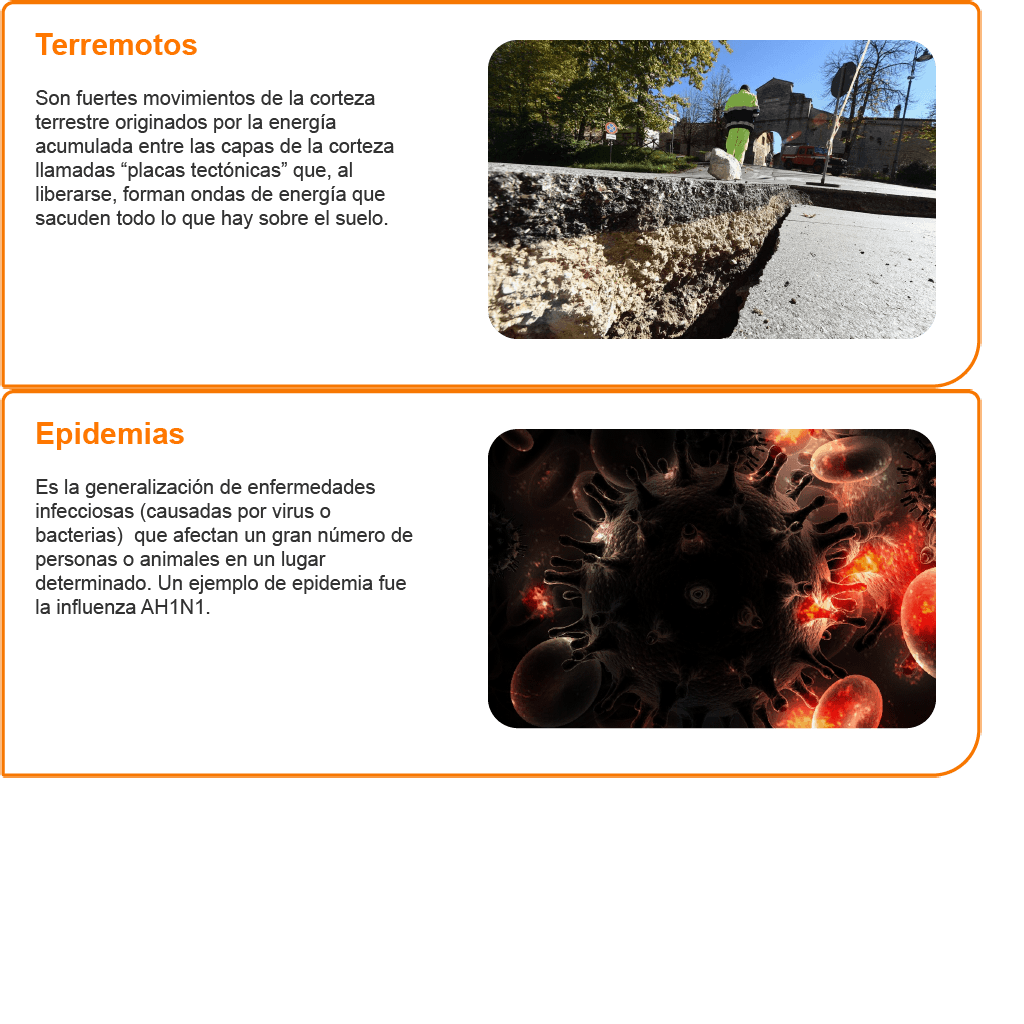 Terremotos
Son fuertes movimientos de la corteza
terrestre originados por la energía
acumulada entre las capas de la corteza
llamadas “placas tectónicas” que, al
liberarse, forman ondas de energía que
sacuden todo lo que hay sobre el suelo.
Epidemias
Es la generalización de enfermedades
infecciosas (causadas por virus o
bacterias)  que afectan un gran número de
personas o animales en un lugar
determinado. Un ejemplo de epidemia fue
la influenza AH1N1.